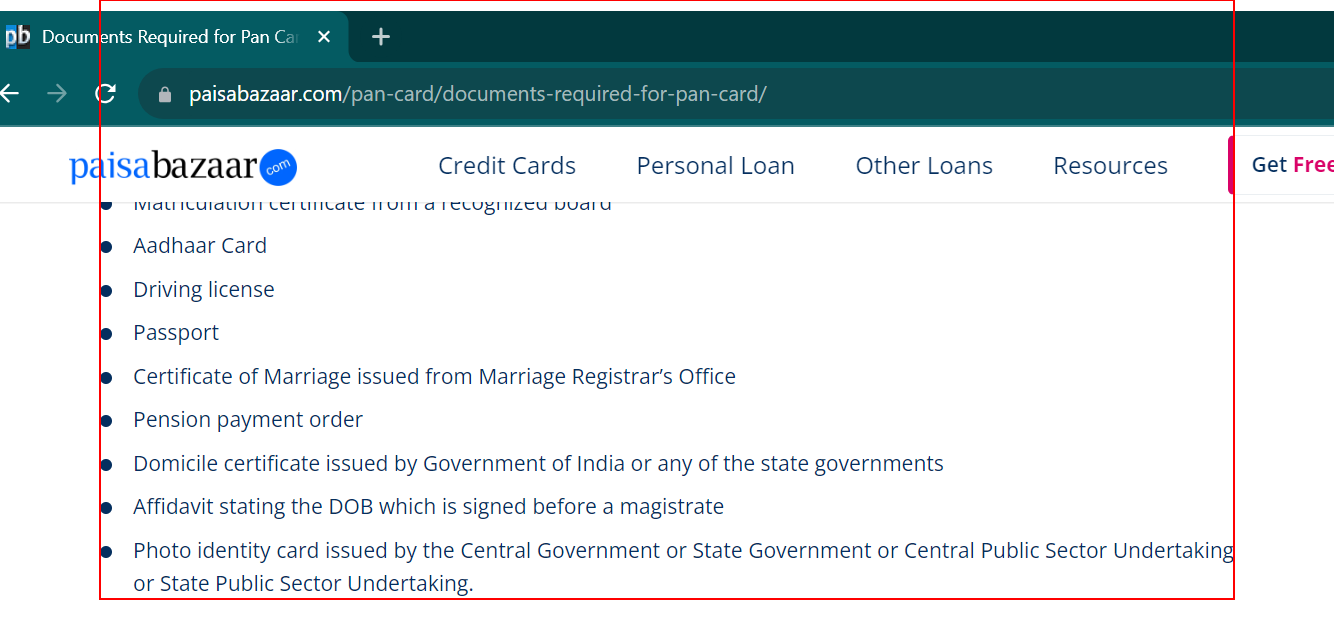 pb Documents Required for Pan Ca
paisabazaar.com/pan-card/documents-required-for-pan-card/
paisabazaar com Credit Cards Personal Loan Other Loans Resources Get Free
Matriculation certificate from a recognized board
Aadhaar Card
Driving license
Passport
Certificate of Marriage issued from Marriage Registrar’s Office
Pension payment order
Domicile certificate issued by Government of India or any of the state governments
Affidavit stating the DOB which is signed before a magistrate
Photo identity card issued by the Central Government or State Government or Central Public Sector Undertaking
or State Public Sector Undertaking.